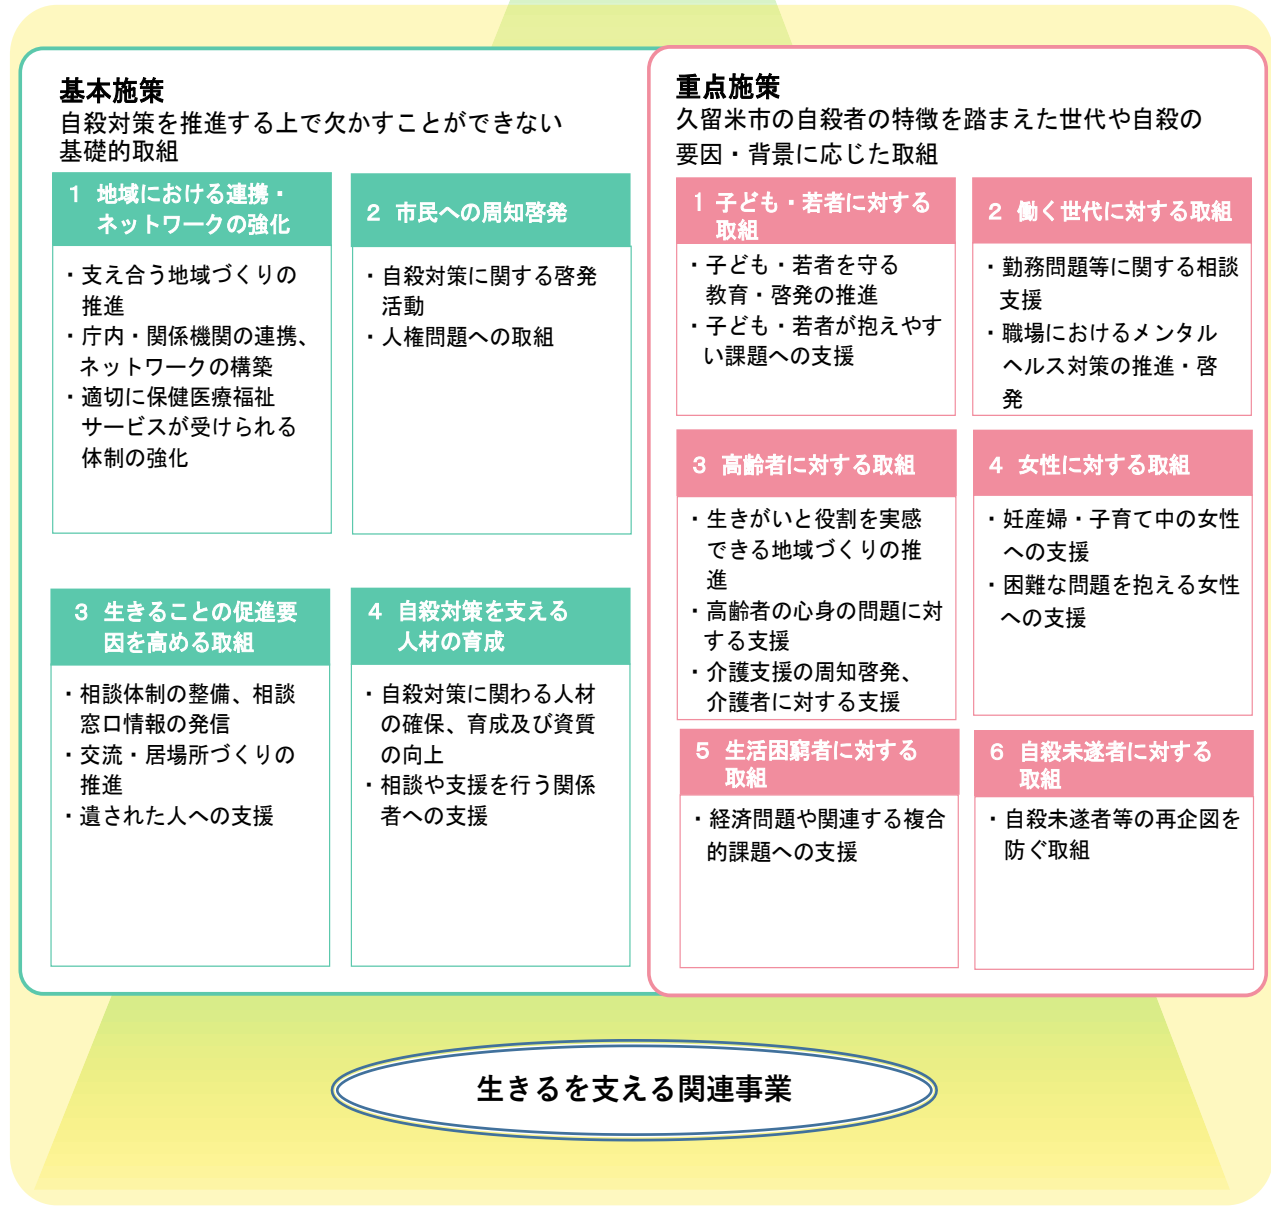 基本施策
自殺対策を推進する上で欠かすことができない
基礎的取組
1 地域における連携・
ネットワークの強化
・支え合う地域づくりの
推進
・庁内・関係機関の連携、
ネットワークの構築
・適切に保健医療福祉
サービスが受けられる
体制の強化
2 市民への周知啓発
・自殺対策に関する啓発
活動
・人権問題への取組
3 生きることの促進要
因を高める取組
・相談体制の整備、相談
窓口情報の発信
・交流・居場所づくりの
推進
・遺された人への支援
4 自殺対策を支える
人材の育成
・自殺対策に関わる人材
の確保、育成及び資質
の向上
・相談や支援を行う関係
者への支援
重点施策
久留米市の自殺者の特徴を踏まえた世代や自殺の
要因・背景に応じた取組
1 子ども・若者に対する
取組
・子ども・若者を守る
教育・啓発の推進
・子ども・若者が抱えやす
い課題への支援
2 働く世代に対する取組
・勤務問題等に関する相談
支援
・職場におけるメンタル
ヘルス対策の推進・啓
発
3 高齢者に対する取組
・生きがいと役割を実感
できる地域づくりの推
進
・高齢者の心身の問題に対
する支援
・介護支援の周知啓発、
介護者に対する支援
4 女性に対する取組
・妊産婦・子育て中の女性
への支援
・困難な問題を抱える女性
への支援
5 生活困窮者に対する
取組
・経済問題や関連する複合
的課題への支援
6 自殺未遂者に対する
取組
・自殺未遂者等の再企図を
防ぐ取組
生きるを支える関連事業